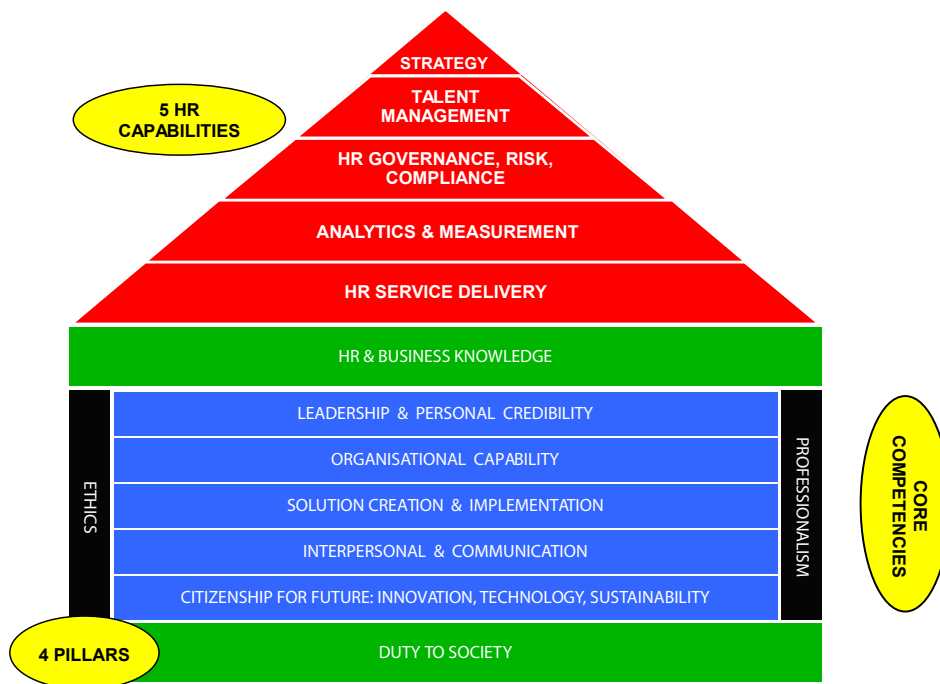 STRATEGY
5 HR
CAPABILITIES
TALENT
MANAGEMENT
HR GOVERNANCE, RISK,
COMPLIANCE
ANALYTICS & MEASUREMENT
HR SERVICE DELIVERY
HR & BUSINESS KNOWLEDGE
ETHICS
LEADERSHIP & PERSONAL CREDIBILITY
ORGANISATIONAL CAPABILITY
SOLUTION CREATION & IMPLEMENTATION
INTERPERSONAL & COMMUNICATION
CITIZENSHIP FOR FUTURE: INNOVATION, TECHNOLOGY, SUSTAINABILITY
PROFESSIONALISM
CORE
COMPETENCIES
4 PILLARS
DUTY TO SOCIETY